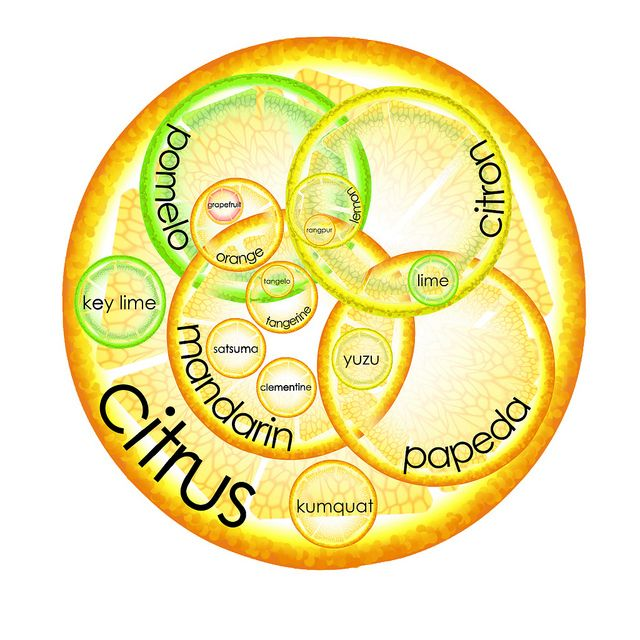 pomelo
citron
grapefruit
lemon
rangpur
orange
key lime
tangelo
lime
tangerine
satsuma
yuzu
clementine
mandarin
papeda
citrus
kumquat